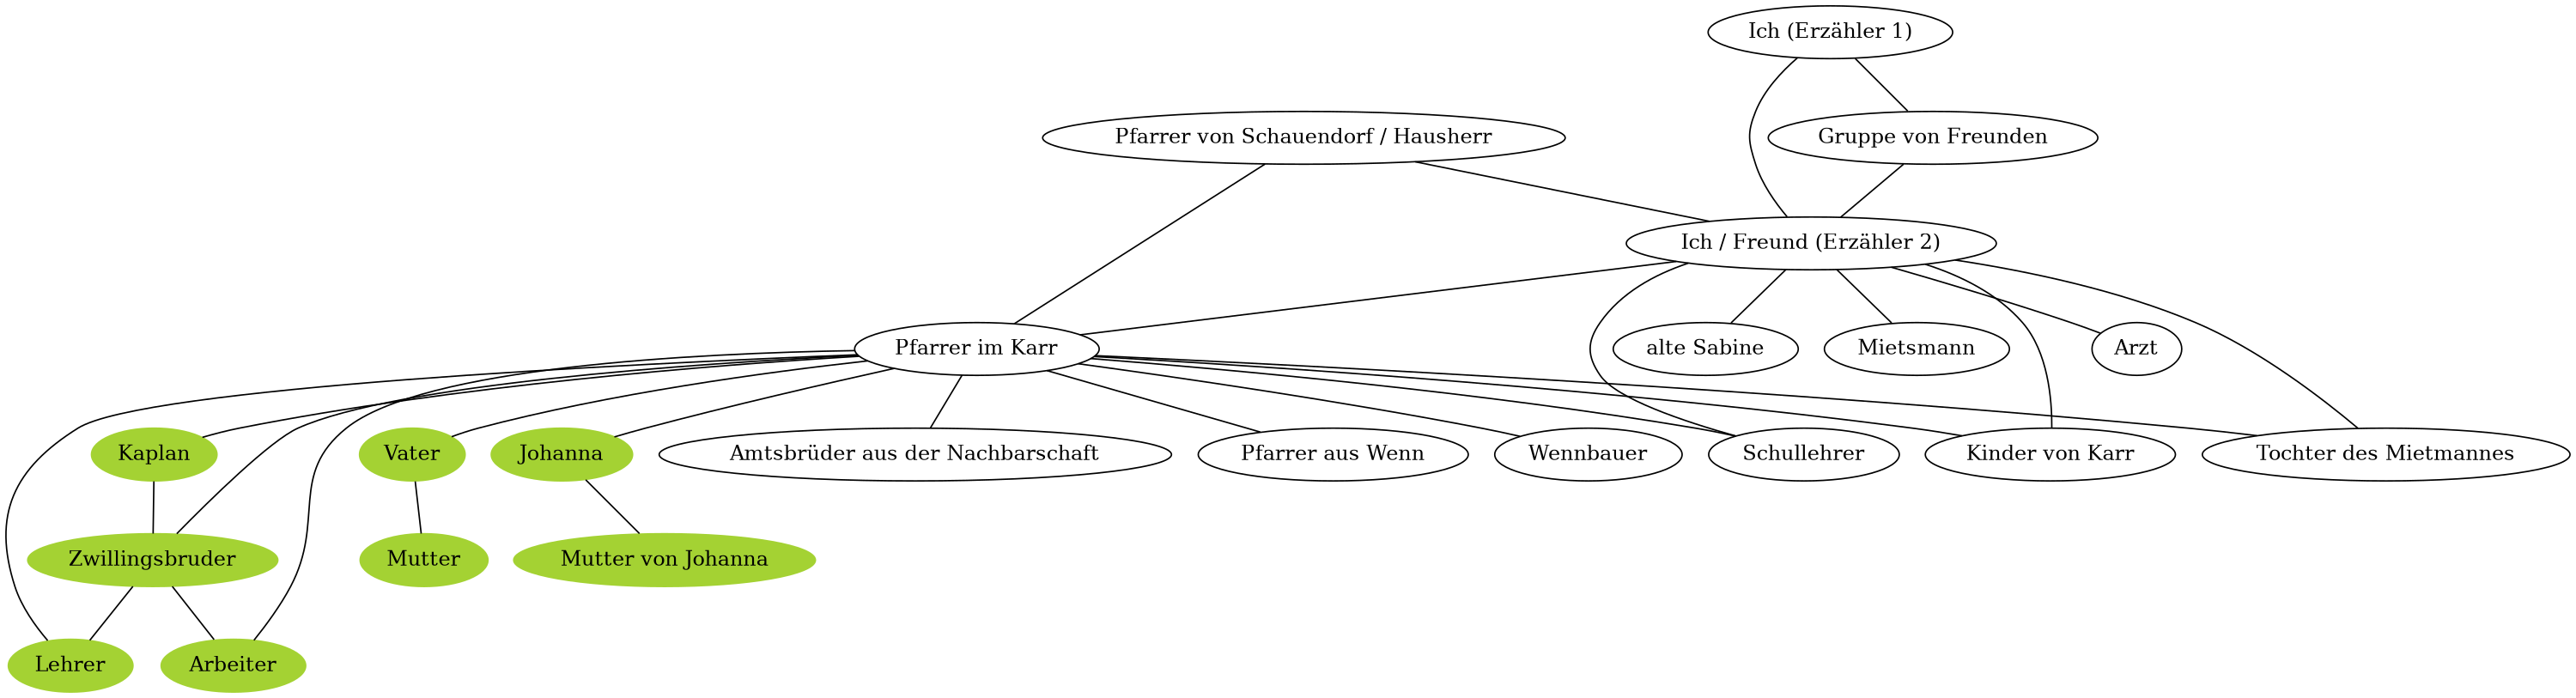 Ich (Erzähler 1)
Pfarrer von Schauendorf / Hausherr
Gruppe von Freunden
Ich / Freund (Erzähler 2)
Pfarrer im Karr
alte Sabine
Mietsmann
Arzt
Kaplan
Vater
Johanna
Amtsbrüder aus der Nachbarschaft
Pfarrer aus Wenn
Wennbauer
Schullehrer
Kinder von Karr
Tochter des Mietmannes
Zwillingsbruder
Mutter
Mutter von Johanna
Lehrer
Arbeiter